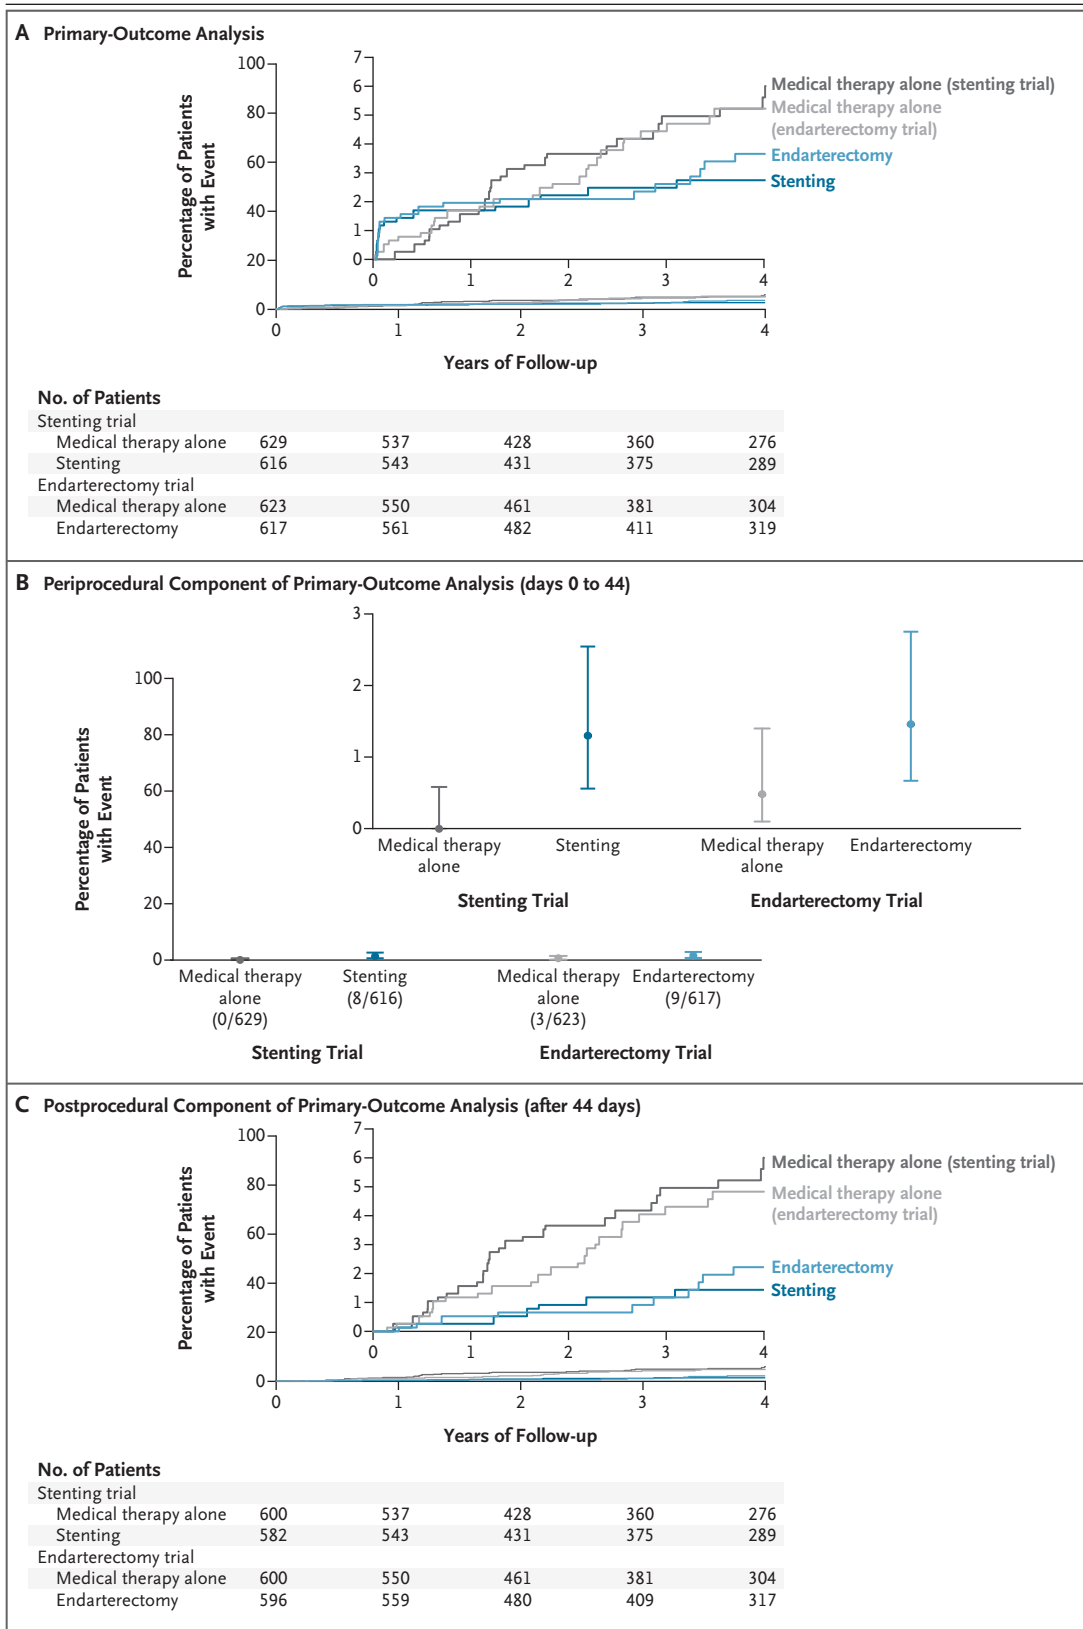 A Primary-Outcome Analysis
Percentage of Patients
with Event
100
80
60
40
20
0
7
6
5
4
3
2
1
0
0 1 2 3 4
Medical therapy alone (stenting trial)
Medical therapy alone
(endarterectomy trial)
Endarterectomy
Stenting
0 1 2 3 4
Years of Follow-up
No. of Patients
Stenting trial
Medical therapy alone 629 537 428 360 276
Stenting 616 543 431 375 289
Endarterectomy trial
Medical therapy alone 623 550 461 381 304
Endarterectomy 617 561 482 411 319
B Periprocedural Component of Primary-Outcome Analysis (days 0 to 44)
Percentage of Patients
with Event
100
80
60
40
20
0
3
2
1
0
Medical therapy
alone
Stenting
Medical therapy
alone
Endarterectomy
Stenting Trial
Endarterectomy Trial
Medical therapy
alone
(0/629)
Stenting
(8/616)
Medical therapy
alone
(3/623)
Endarterectomy
(9/617)
Stenting Trial
Endarterectomy Trial
C Postprocedural Component of Primary-Outcome Analysis (after 44 days)
Percentage of Patients
with Event
100
80
60
40
20
0
7
6
5
4
3
2
1
0
0 1 2 3 4
Medical therapy alone (stenting trial)
Medical therapy alone
(endarterectomy trial)
Endarterectomy
Stenting
0 1 2 3 4
Years of Follow-up
No. of Patients
Stenting trial
Medical therapy alone 600 537 428 360 276
Stenting 582 543 431 375 289
Endarterectomy trial
Medical therapy alone 600 550 461 381 304
Endarterectomy 596 559 480 409 317